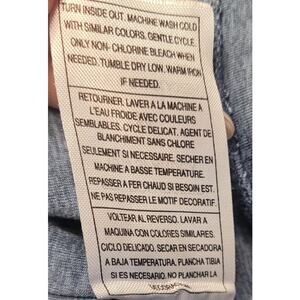 TURN INSIDE OUT. MACHINE WASH COLD
WITH SIMILAR COLORS. GENTLE CYCLE.
ONLY NON- CHLORINE BLEACH WHEN
NEEDED. TUMBLE DRY LOW. WARM IRON
IF NEEDED.
RETOURNER. LAVER A LA MACHINE A
L'EAU FROIDE AVEC COULEURS
SEMBLABLES. CYCLE DELICAT. AGENT DE
BLANCHIMENT SANS CHLORE
SEULEMENT SI NECESSAIRE. SECHER EN
MACHINE A BASSE TEMPERATURE.
REPASSER A FER CHAUD SI BESOIN EST.
NE PAS REPASSER LE MOTIF DECORATIF.
VOLTEAR AL REVERSO. LAVAR A
MAQUINA CON COLORES SIMILARES.
CICLO DELICADO. SECAR EN SECADORA
A BAJA TEMPERATURA, PLANCHA TIBIA
SI ES NECESARIO. NO PLANCHAR LA